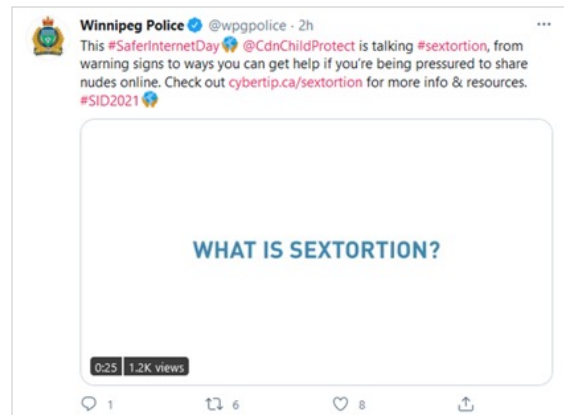 Winnipeg Police @wpgpolice · 2h
This #SaferInternetDay @CdnChildProtect is talking #sextortion, from
warning signs to ways you can get help if you're being pressured to share
nudes online. Check out cybertip.ca/sextortion for more info & resources.
#SID2021
WHAT IS SEXTORTION?
0:25 1.2K views
1 6 8